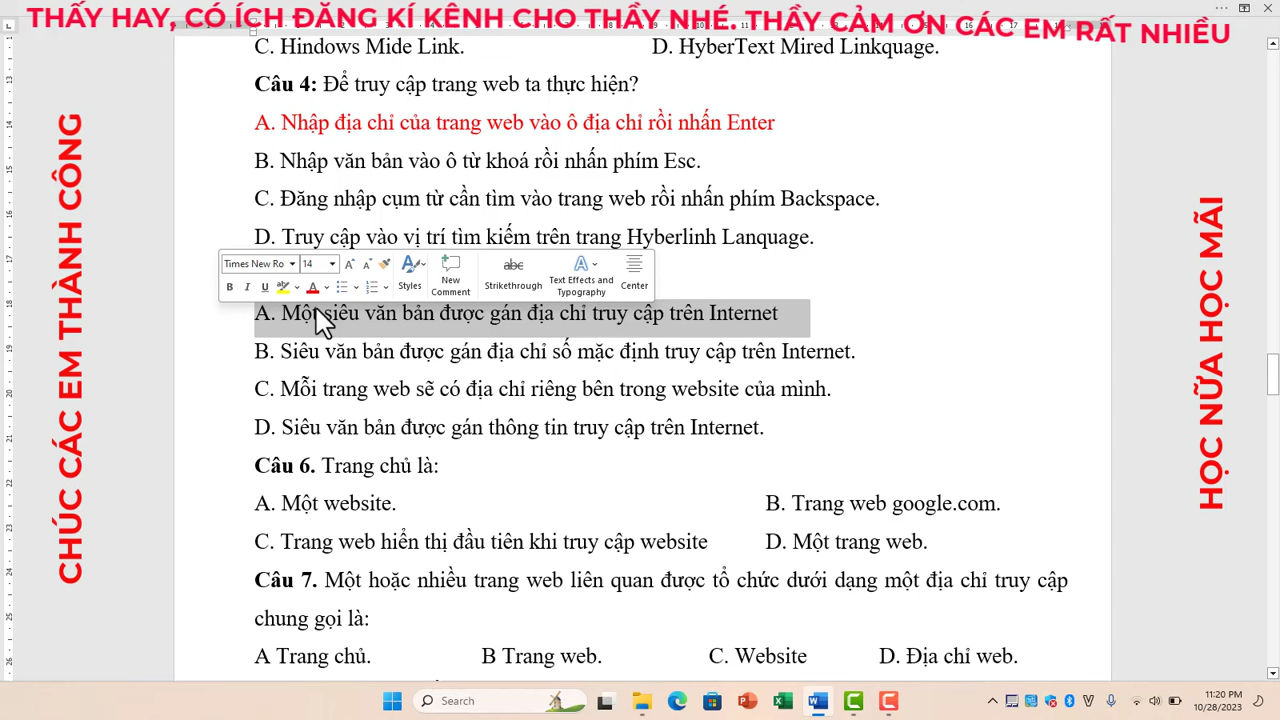 THẤY HAY, CÓ ÍCH ĐĂNG KÍ KÊNH CHO THẦY NHÉ. THẦY CẢM ƠN CÁC EM RẤT NHIỀU
C. Hindows Mide Link. D. HyberText Mired Linkquage.
Câu 4: Để truy cập trang web ta thực hiện?
A. Nhập địa chỉ của trang web vào ô địa chỉ rồi nhấn Enter
B. Nhập văn bản vào ô từ khoá rồi nhấn phím Esc.
C. Đăng nhập cụm từ cần tìm vào trang web rồi nhấn phím Backspace.
D. Truy cập vào vị trí tìm kiếm trên trang Hyberlinh Lanquage.
Times New Ro 14
Styles New Comment Strikethrough Text Effects and Typography Center
A. Một siêu văn bản được gán địa chỉ truy cập trên Internet
B. Siêu văn bản được gán địa chỉ số mặc định truy cập trên Internet.
C. Mỗi trang web sẽ có địa chỉ riêng bên trong website của mình.
D. Siêu văn bản được gán thông tin truy cập trên Internet.
Câu 6. Trang chủ là:
A. Một website. B. Trang web google.com.
C. Trang web hiển thị đầu tiên khi truy cập website D. Một trang web.
Câu 7. Một hoặc nhiều trang web liên quan được tổ chức dưới dạng một địa chỉ truy cập
chung gọi là:
A Trang chủ. B Trang web. C. Website D. Địa chỉ web.
CHÚC CÁC EM THÀNH CÔNG
HỌC NỮA HỌC MÃI
Search
11:20 PM
10/28/2023